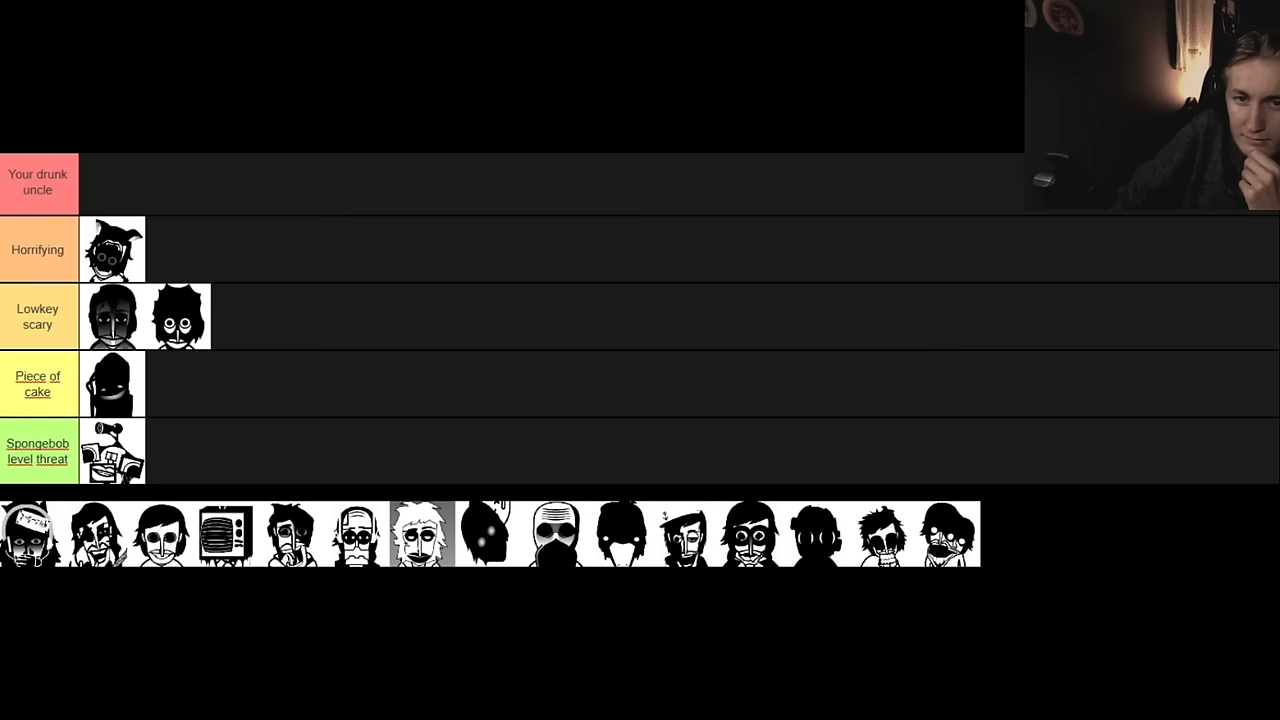 Your drunk
uncle
Horrifying
Lowkey
scary
Piece of
cake
Spongebob
level threat